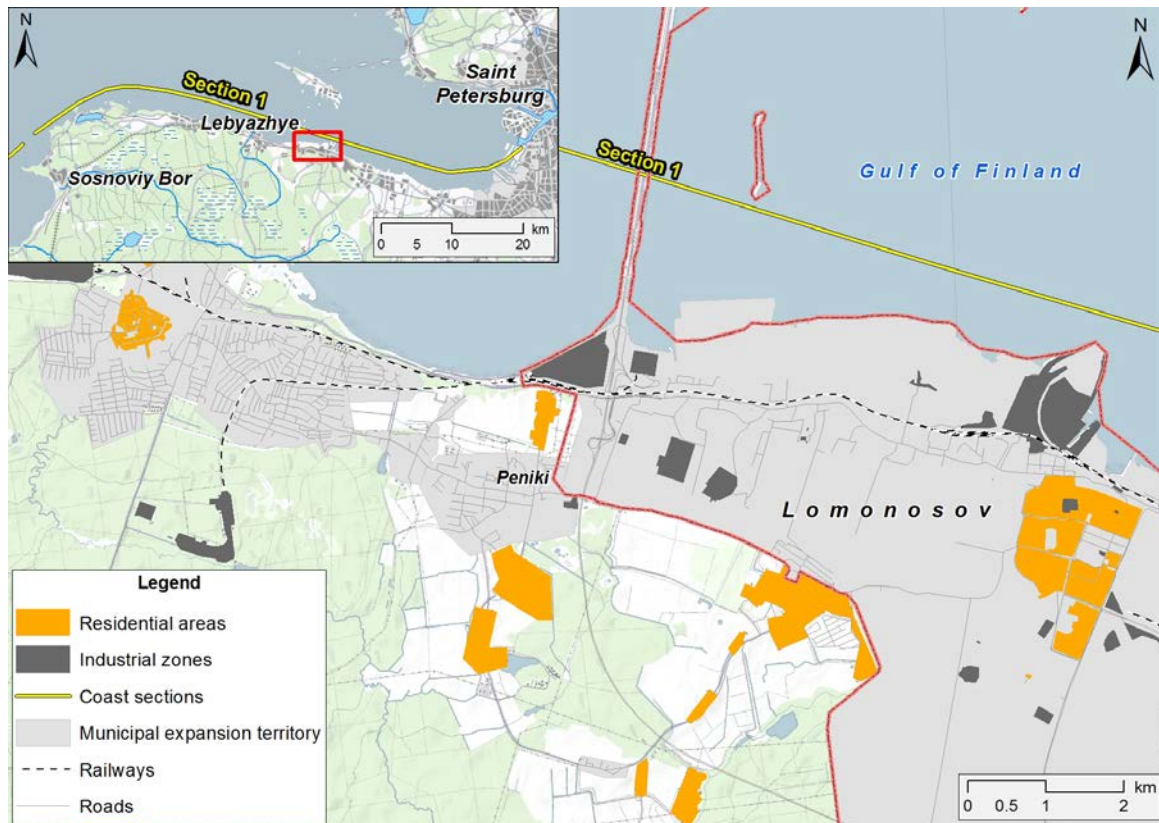 N
Saint
Petersburg
Section 1
Lebyazhye
Sosnoviy Bor
km
0 5 10 20
N
Section 1
Gulf of Finland
Peniki
Lomonosov
Legend
Residential areas
Industrial zones
Coast sections
Municipal expansion territory
Railways
Roads
km
0 0.5 1 2